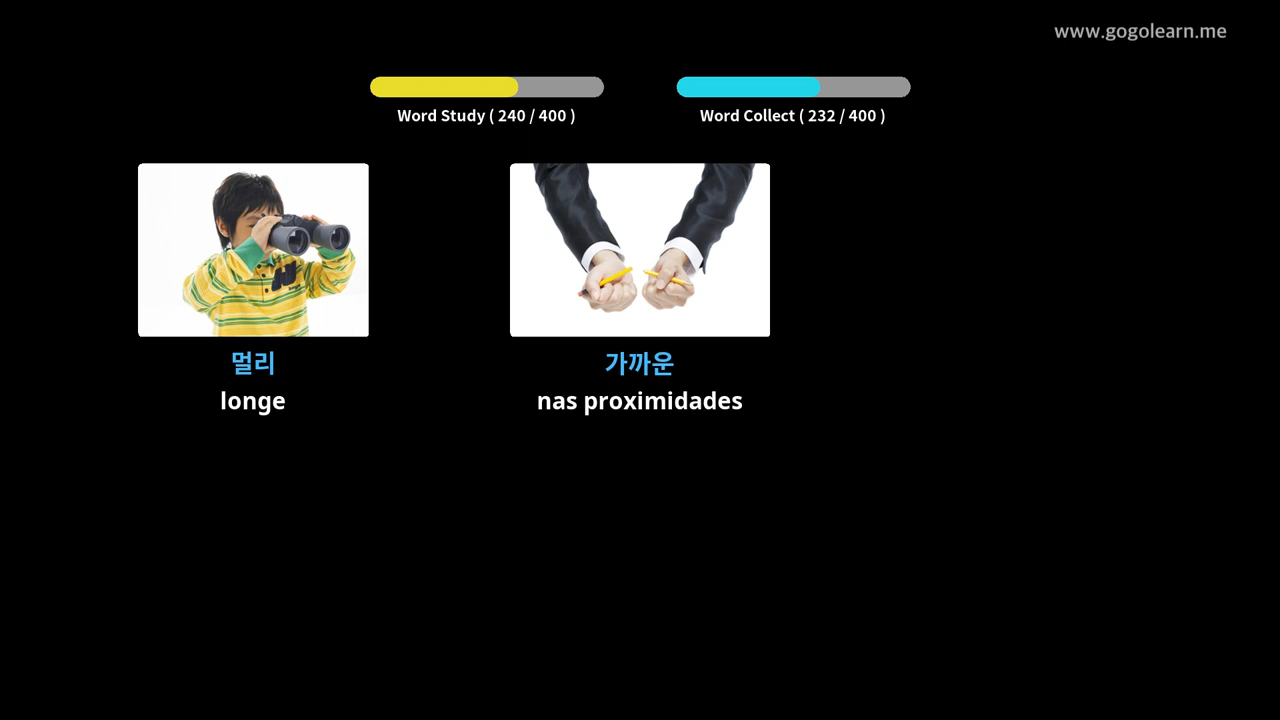 www.gogolearn.me
Word Study ( 240 / 400 )
Word Collect ( 232 / 400 )
멀리
longe
가까운
nas proximidades